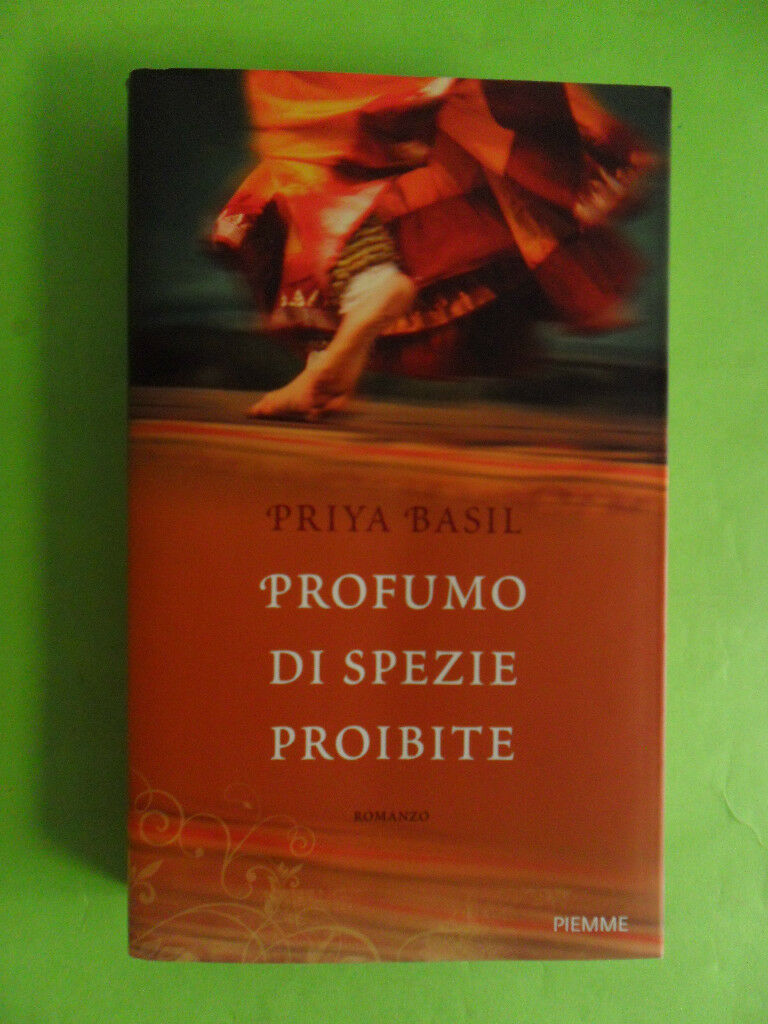 PRIYA BASIL
PROFUMO
DI SPEZIE
PROIBITE
ROMANZO
PIEMME